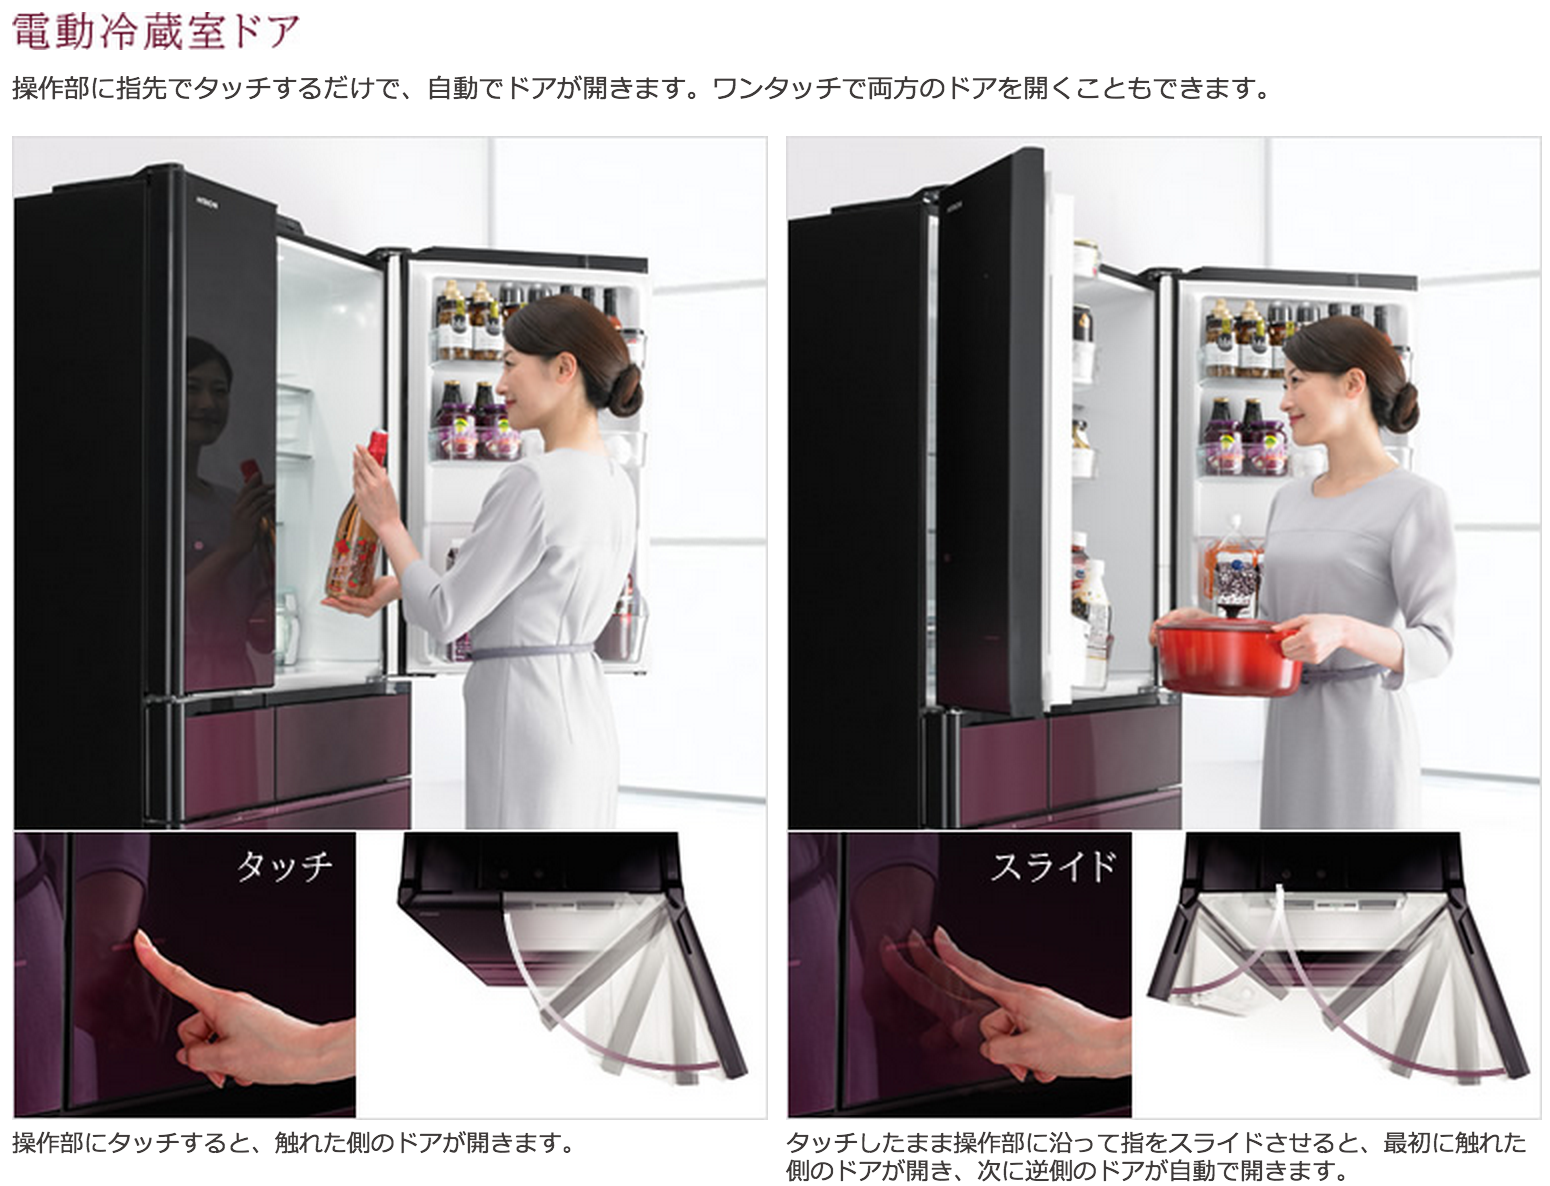 電動冷蔵室ドア
操作部に指先でタッチするだけで、自動でドアが開きます。ワンタッチで両方のドアを開くこともできます。
HITACHI
HITACHI
タッチ
スライド
操作部にタッチすると、触れた側のドアが開きます。
タッチしたまま操作部に沿って指をスライドさせると、最初に触れた
側のドアが開き、次に逆側のドアが自動で開きます。